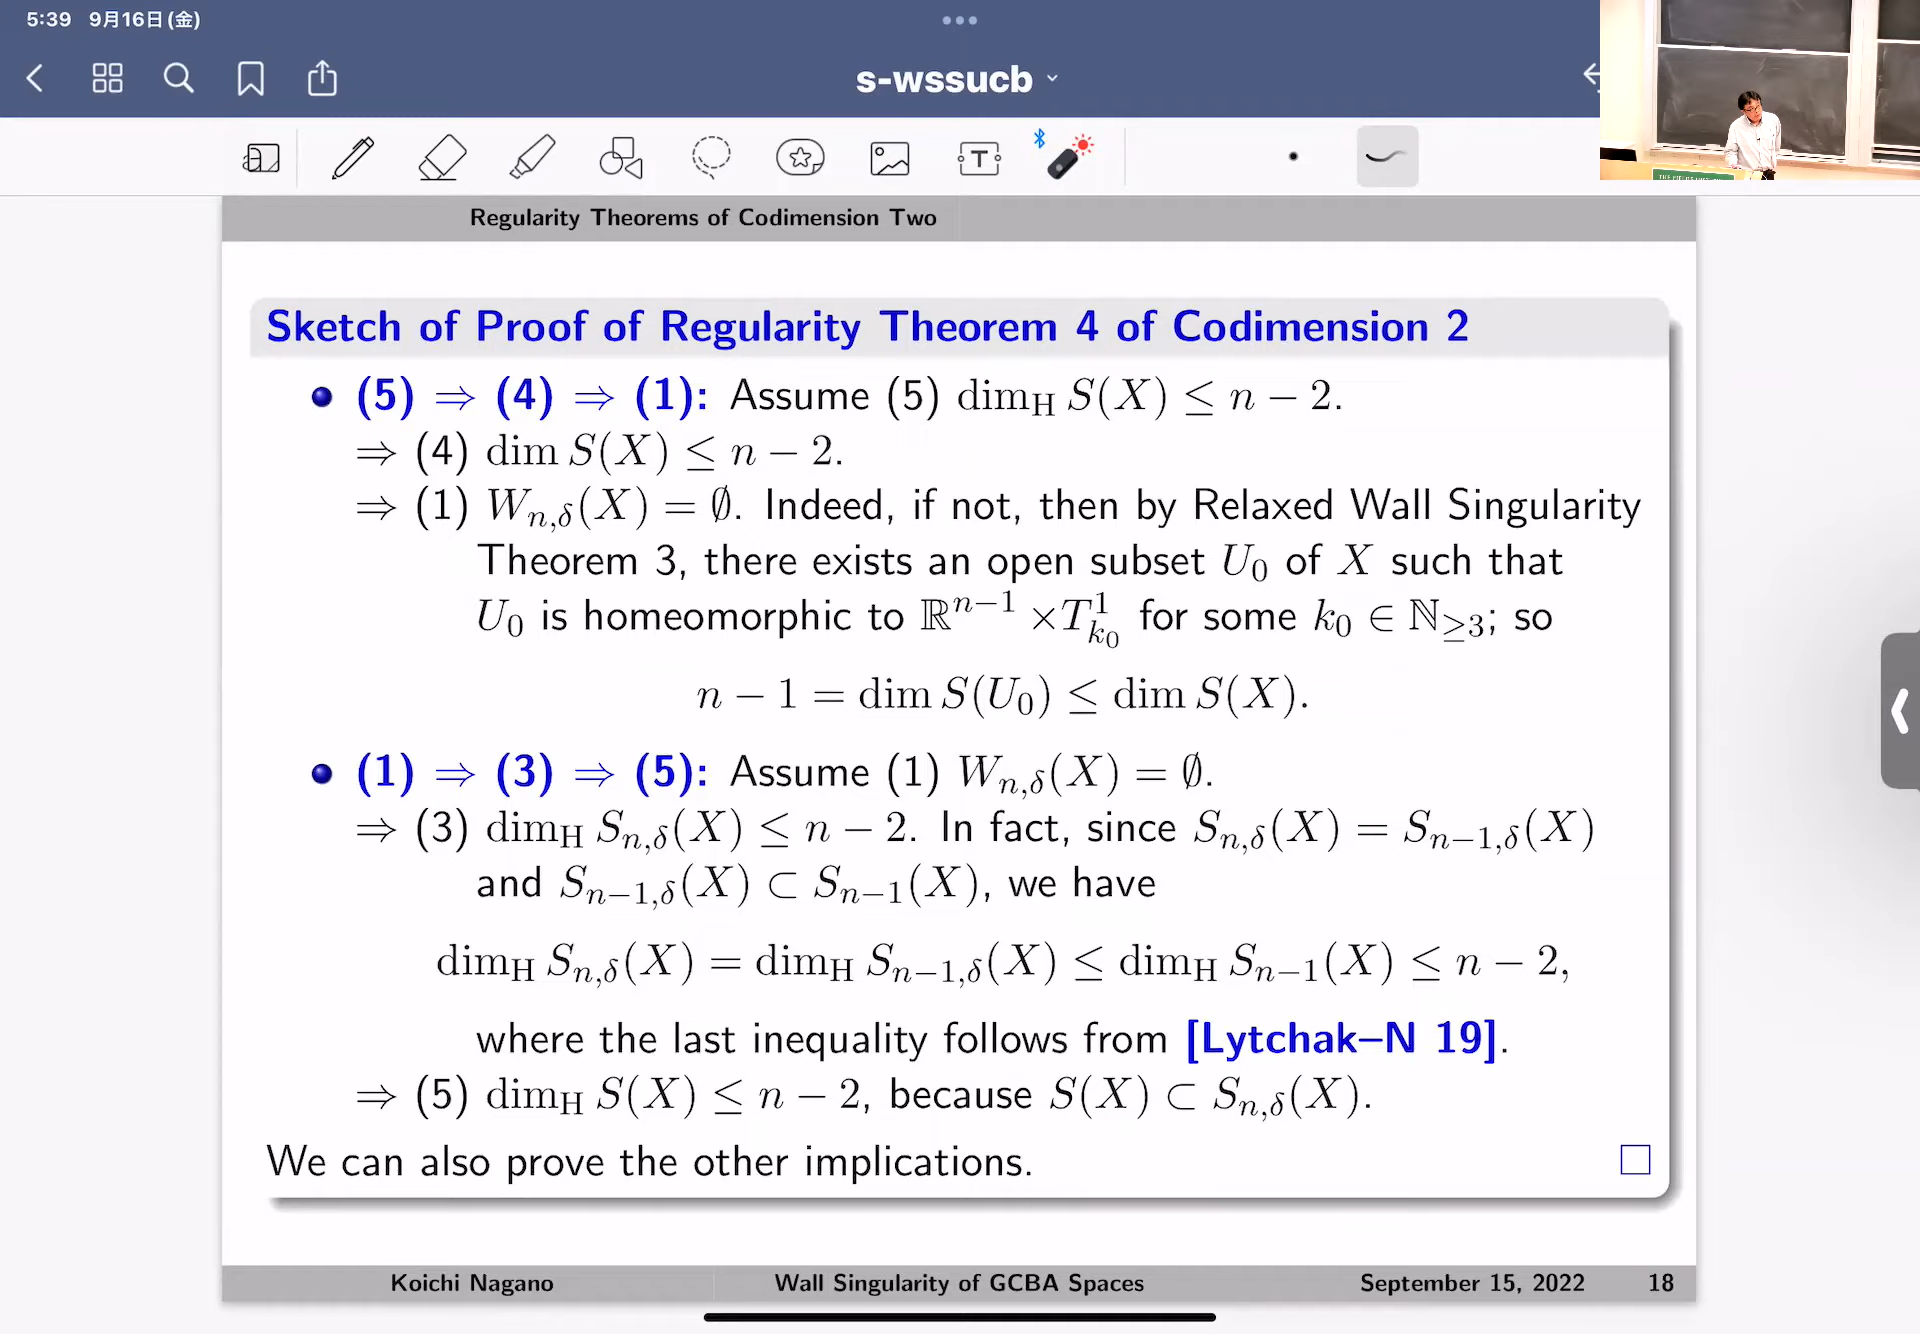 5:39 9月16日(金)
s-wssucb
Regularity Theorems of Codimension Two
Sketch of Proof of Regularity Theorem 4 of Codimension 2
• (5) ⇒ (4) ⇒ (1): Assume (5) dim_H S(X) ≤ n − 2.
⇒ (4) dim S(X) ≤ n − 2.
⇒ (1) W_{n,δ}(X) = ∅. Indeed, if not, then by Relaxed Wall Singularity
Theorem 3, there exists an open subset U_0 of X such that
U_0 is homeomorphic to ℝ^{n−1} × T^1_{k_0} for some k_0 ∈ ℕ_{≥3}; so
n − 1 = dim S(U_0) ≤ dim S(X).
• (1) ⇒ (3) ⇒ (5): Assume (1) W_{n,δ}(X) = ∅.
⇒ (3) dim_H S_{n,δ}(X) ≤ n − 2. In fact, since S_{n,δ}(X) = S_{n−1,δ}(X)
and S_{n−1,δ}(X) ⊂ S_{n−1}(X), we have
dim_H S_{n,δ}(X) = dim_H S_{n−1,δ}(X) ≤ dim_H S_{n−1}(X) ≤ n − 2,
where the last inequality follows from [Lytchak–N 19].
⇒ (5) dim_H S(X) ≤ n − 2, because S(X) ⊂ S_{n,δ}(X).
We can also prove the other implications. □
Koichi Nagano Wall Singularity of GCBA Spaces September 15, 2022 18